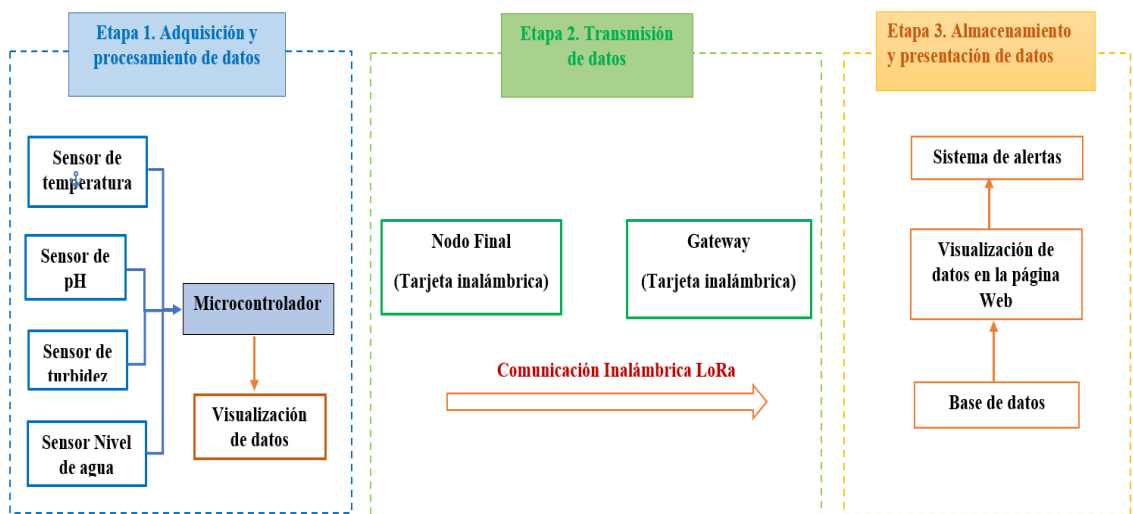 Etapa 1. Adquisición y
procesamiento de datos
Sensor de
temperatura
Sensor de
pH
Sensor de
turbidez
Sensor Nivel
de agua
Microcontrolador
Visualización
de datos
Etapa 2. Transmisión
de datos
Nodo Final
(Tarjeta inalámbrica)
Gateway
(Tarjeta inalámbrica)
Comunicación Inalámbrica LoRa
Etapa 3. Almacenamiento
y presentación de datos
Sistema de alertas
Visualización de
datos en la página
Web
Base de datos